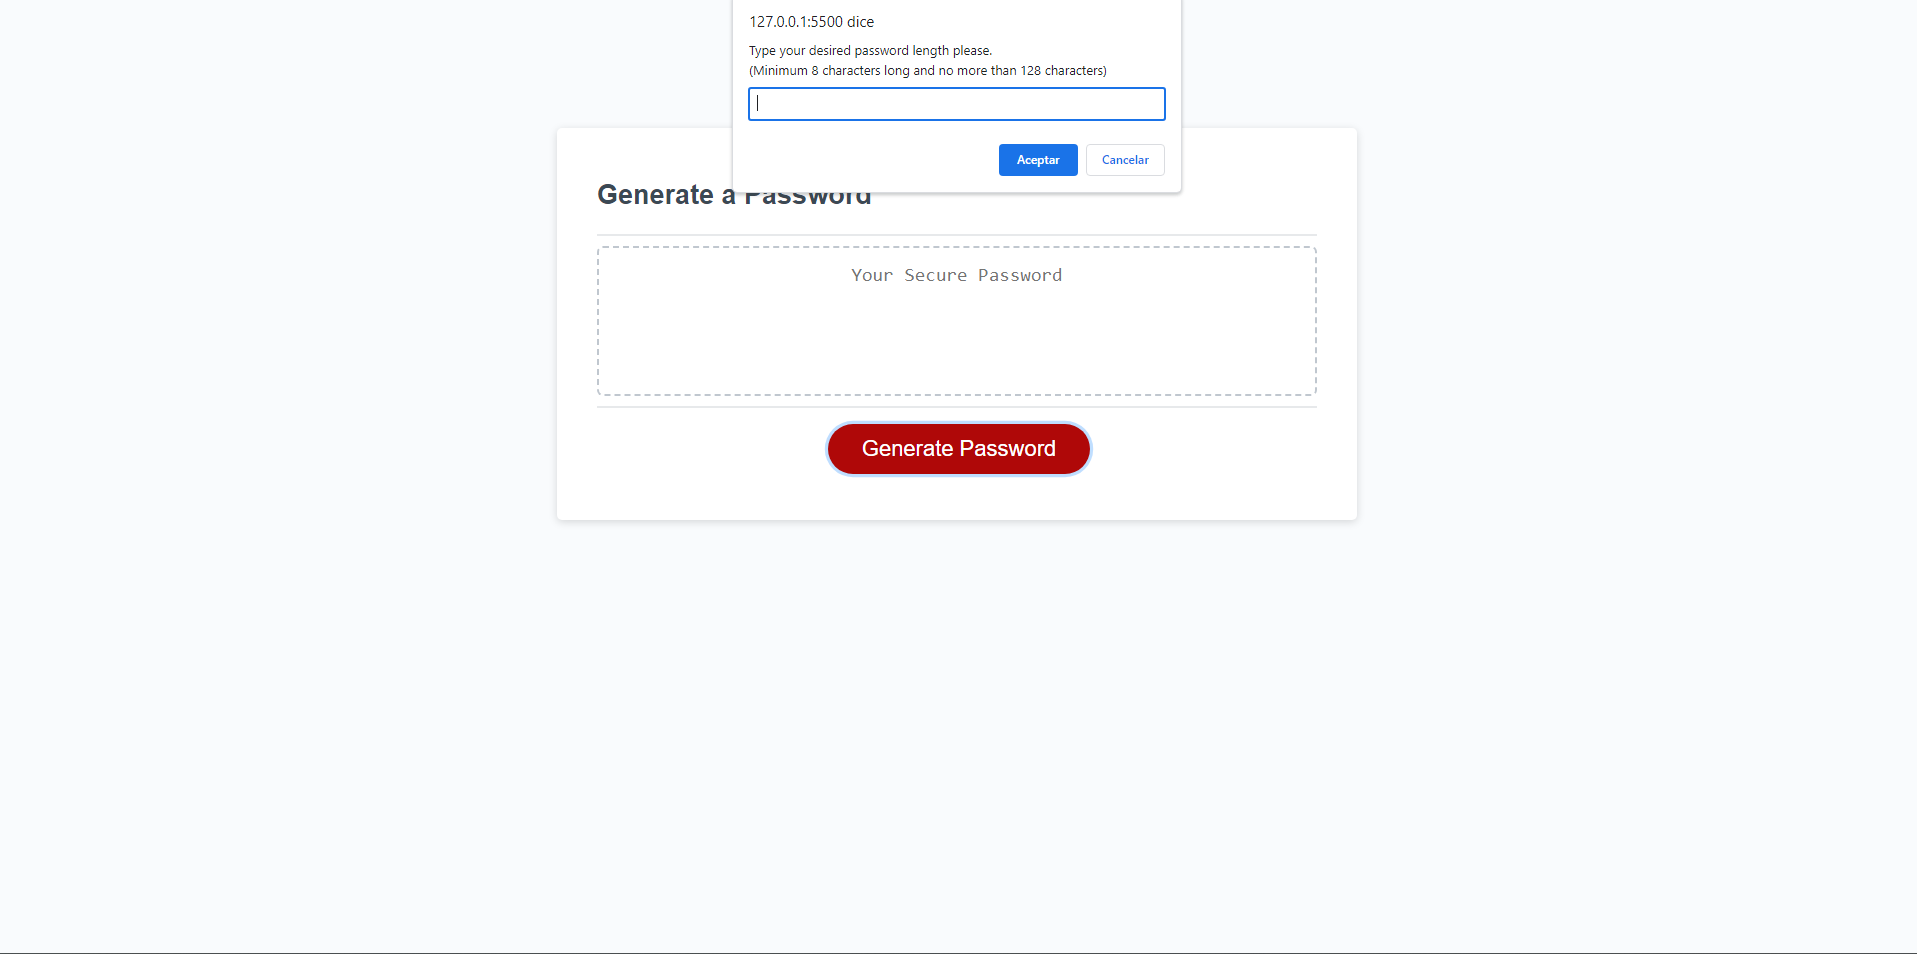 127.0.0.1:5500 dice
Type your desired password length please.
(Minimum 8 characters long and no more than 128 characters)
Aceptar
Cancelar
Generate a Password
Your Secure Password
Generate Password